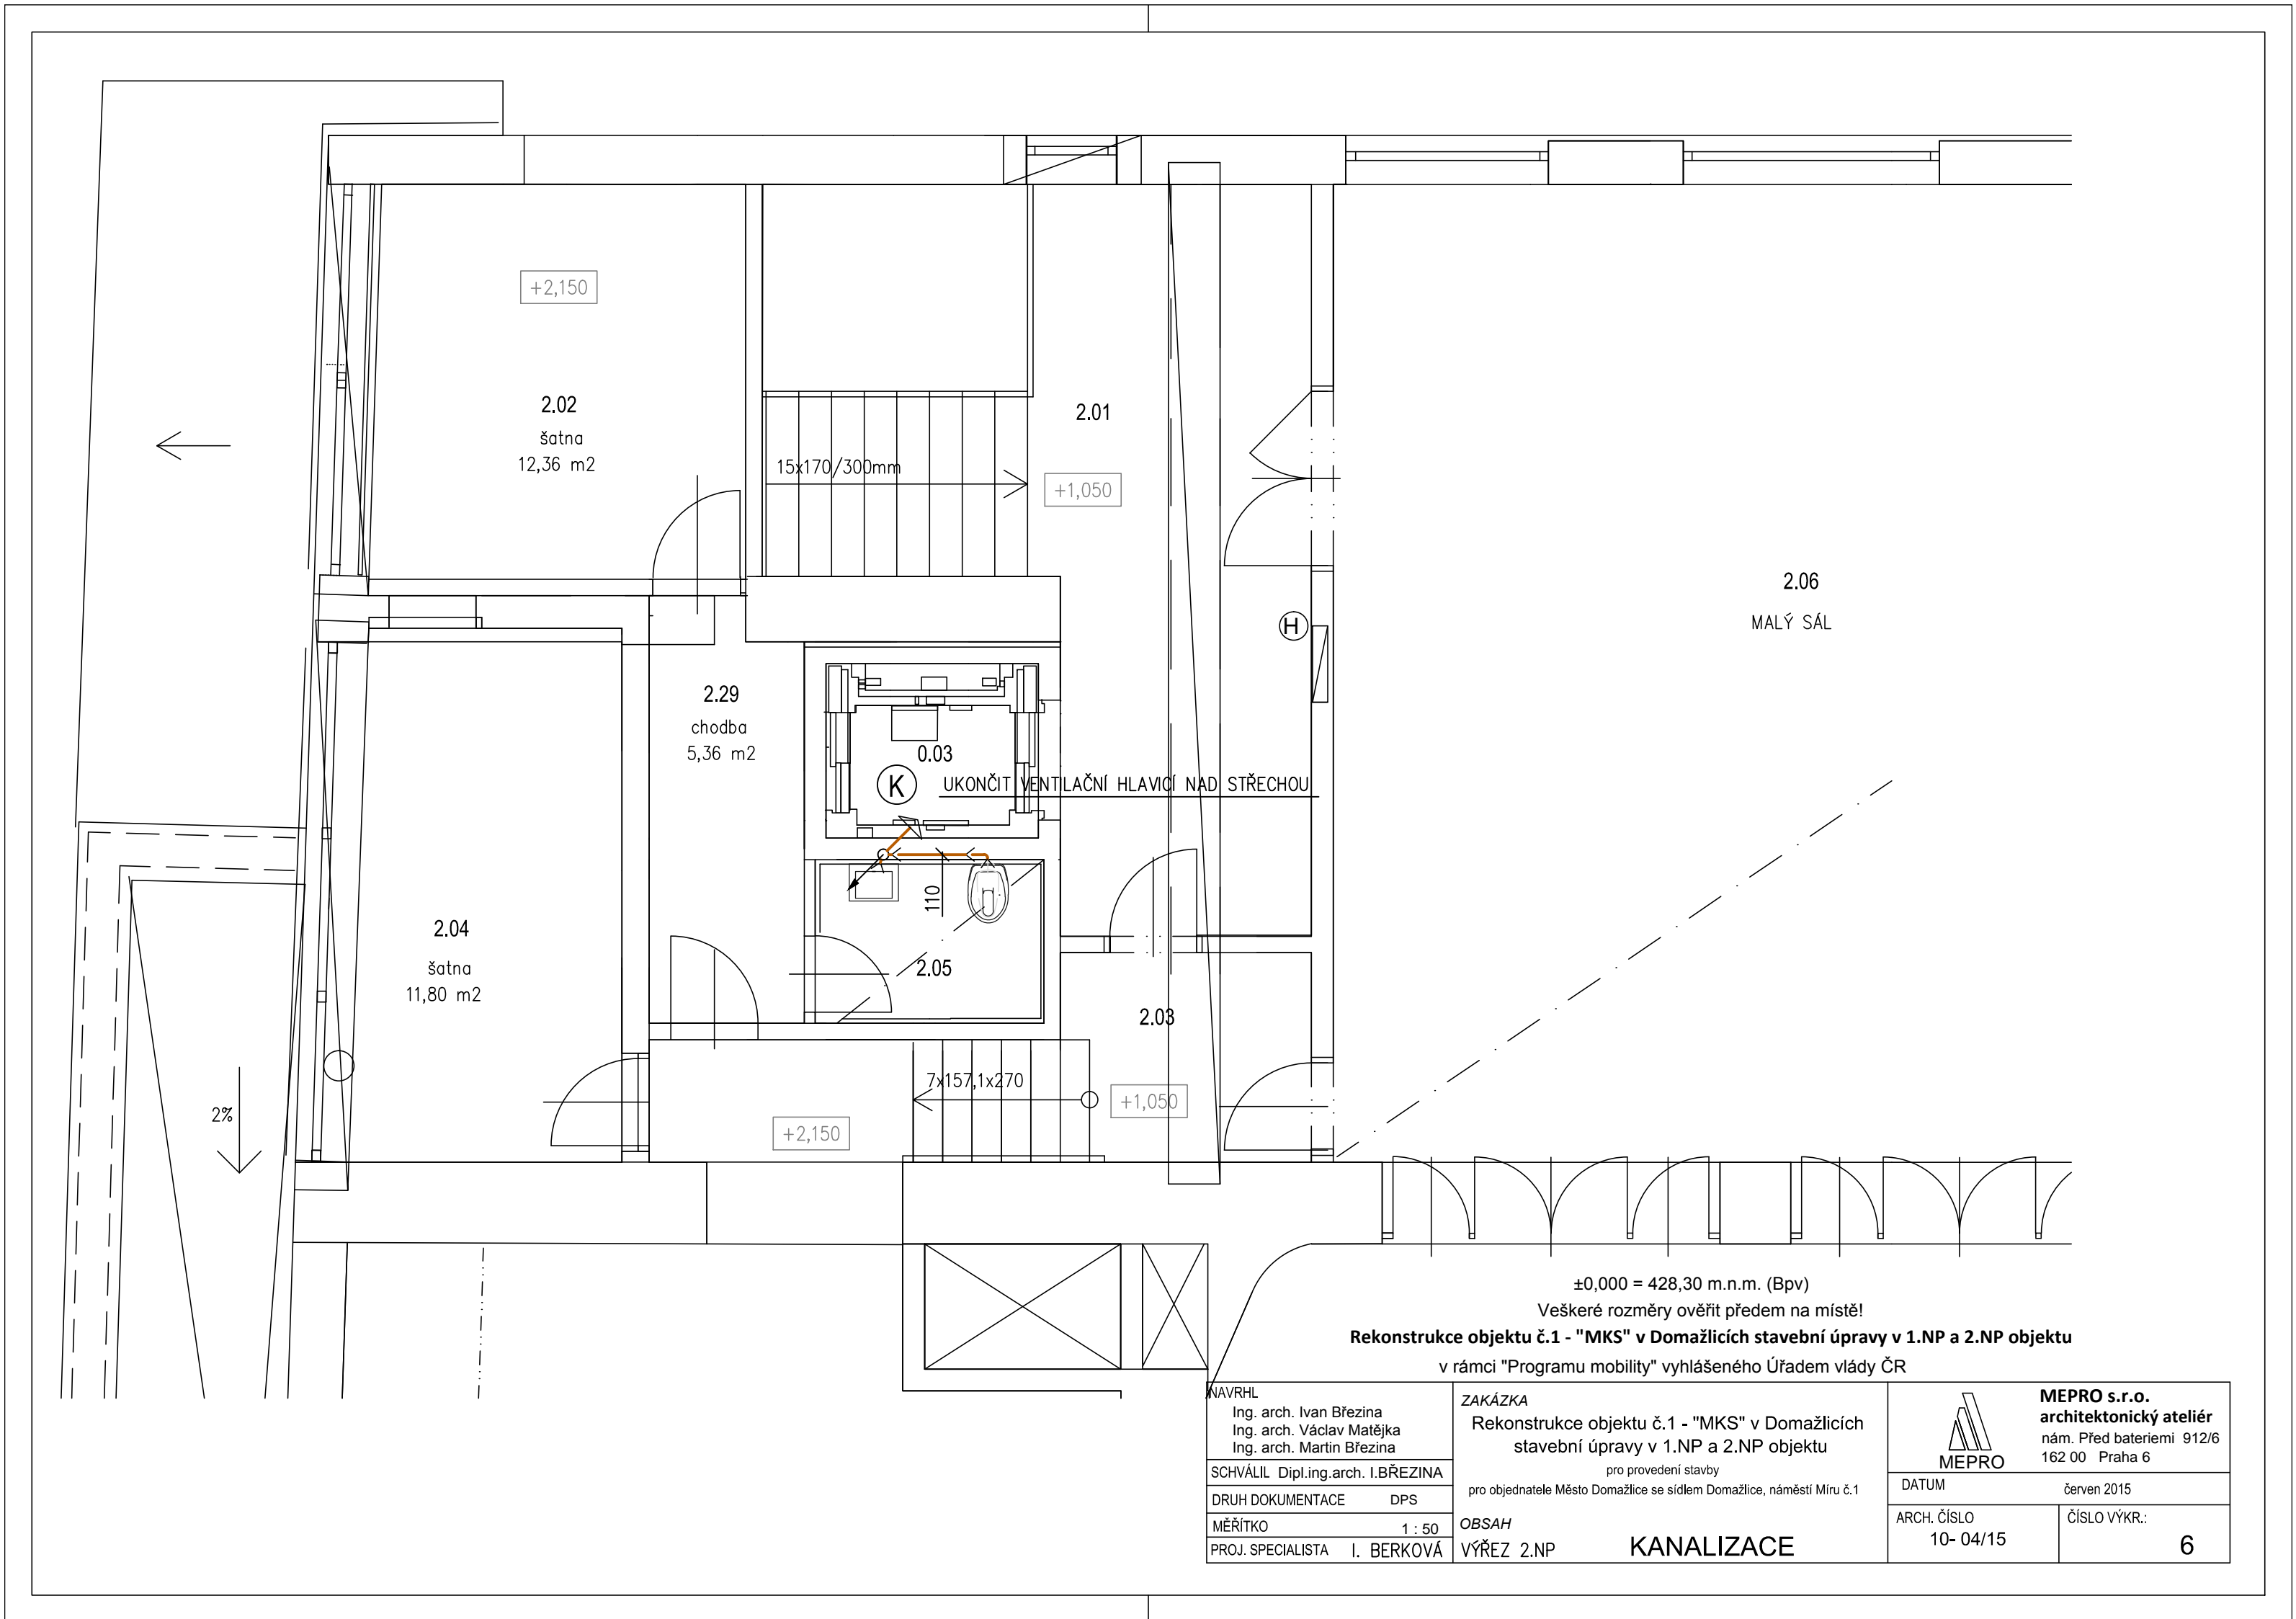 +2,150
2.02
šatna
12,36 m2
15x170/300mm
2.01
+1,050
2.06
MALÝ SÁL
H
2.29
chodba
5,36 m2
0.03
K
UKONČIT VENTILAČNÍ HLAVICÍ NAD STŘECHOU
110
2.04
šatna
11,80 m2
2.05
2.03
7x157,1x270
+1,050
+2,150
2%
±0,000 = 428,30 m.n.m. (Bpv)
Veškeré rozměry ověřit předem na místě!
Rekonstrukce objektu č.1 - "MKS" v Domažlicích stavební úpravy v 1.NP a 2.NP objektu
v rámci "Programu mobility" vyhlášeného Úřadem vlády ČR
NAVRHL
Ing. arch. Ivan Březina
Ing. arch. Václav Matějka
Ing. arch. Martin Březina
SCHVÁLIL Dipl.ing.arch. I.BŘEZINA
DRUH DOKUMENTACE DPS
MĚŘÍTKO 1 : 50
PROJ. SPECIALISTA I. BERKOVÁ
ZAKÁZKA
Rekonstrukce objektu č.1 - "MKS" v Domažlicích
stavební úpravy v 1.NP a 2.NP objektu
pro provedení stavby
pro objednatele Město Domažlice se sídlem Domažlice, náměstí Míru č.1
OBSAH
VÝŘEZ 2.NP KANALIZACE
MEPRO
MEPRO s.r.o.
architektonický ateliér
nám. Před bateriemi 912/6
162 00 Praha 6
DATUM červen 2015
ARCH. ČÍSLO
10- 04/15
ČÍSLO VÝKR.:
6